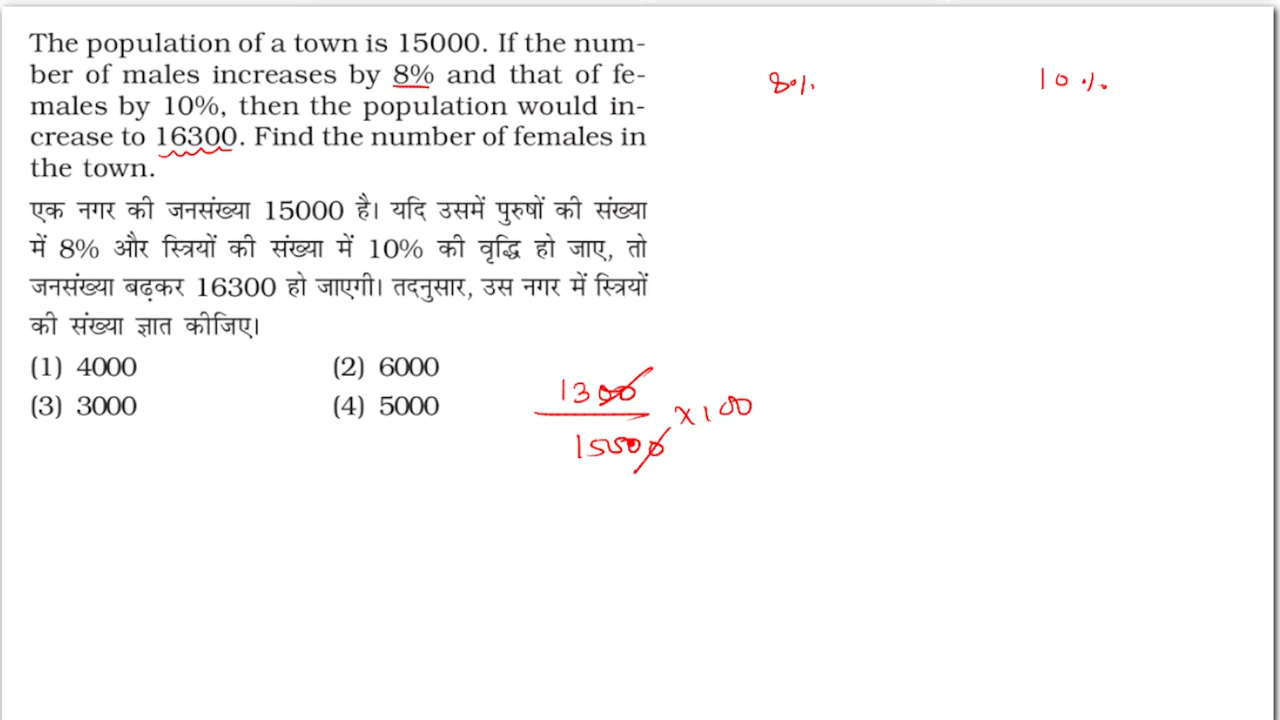 The population of a town is 15000. If the num-
ber of males increases by 8% and that of fe-
males by 10%, then the population would in-
crease to 16300. Find the number of females in
the town.
एक नगर की जनसंख्या 15000 है। यदि उसमें पुरुषों की संख्या
में 8% और स्त्रियों की संख्या में 10% की वृद्धि हो जाए, तो
जनसंख्या बढ़कर 16300 हो जाएगी। तद्नुसार, उस नगर में स्त्रियों
की संख्या ज्ञात कीजिए।
(1) 4000 (2) 6000
(3) 3000 (4) 5000
8% 10%
1300
15000 × 100